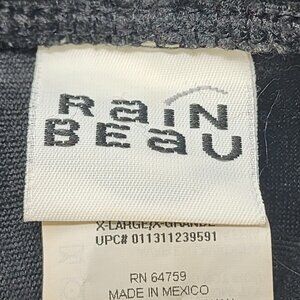 RaiN
BEaU
X-LARGE/X-GRANDE
UPC# 011311239591
RN 64759
MADE IN MEXICO